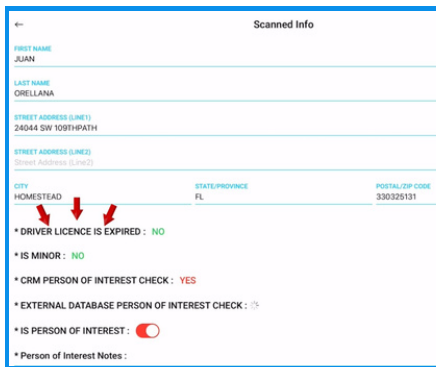 Scanned Info
FIRST NAME
JUAN
LAST NAME
ORELLANA
STREET ADDRESS (LINE1)
24044 SW 109THPATH
STREET ADDRESS (LINE2)
Street Address (Line2)
CITY STATE/PROVINCE POSTAL/ZIP CODE
HOMESTEAD FL 330325131
* DRIVER LICENCE IS EXPIRED : NO
* IS MINOR : NO
* CRM PERSON OF INTEREST CHECK : YES
* EXTERNAL DATABASE PERSON OF INTEREST CHECK :
* IS PERSON OF INTEREST :
* Person of Interest Notes :